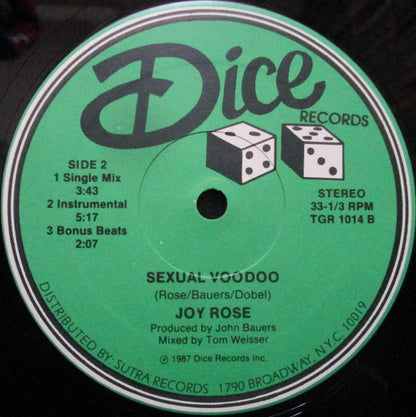 Dice
RECORDS
SIDE 2
1 Single Mix
3:43
2 Instrumental
5:17
3 Bonus Beats
2:07
STEREO
33-1/3 RPM
TGR 1014 B
SEXUAL VOODOO
(Rose/Bauers/Dobel)
JOY ROSE
Produced by John Bauers
Mixed by Tom Weisser
℗ 1987 Dice Records Inc.
DISTRIBUTED BY: SUTRA RECORDS 1790 BROADWAY, N.Y.C. 10019